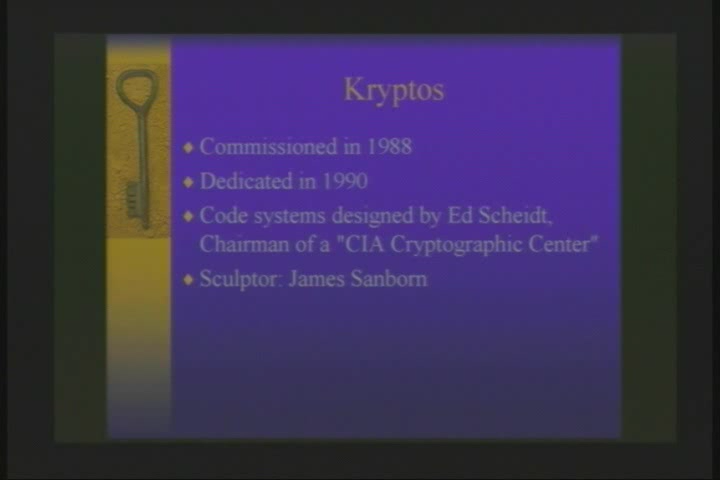 Kryptos
Commissioned in 1988
Dedicated in 1990
Code systems designed by Ed Scheidt,
Chairman of a "CIA Cryptographic Center"
Sculptor: James Sanborn